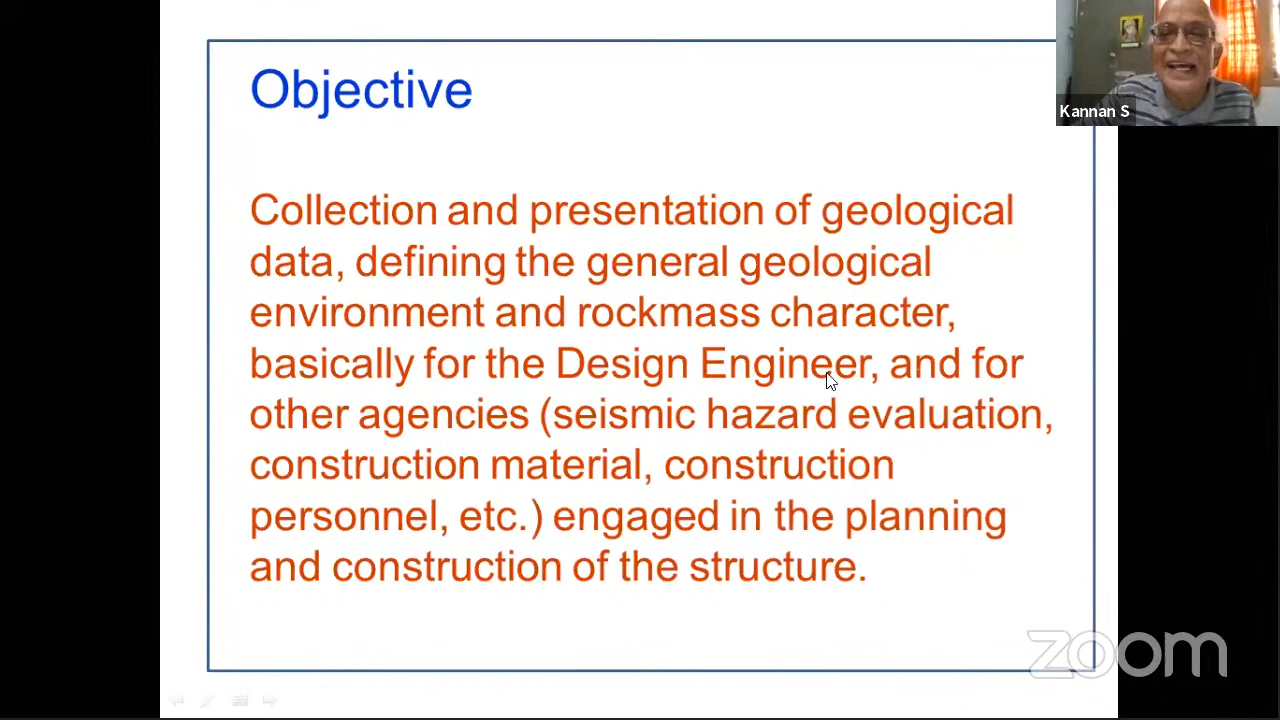 Objective
Kannan S
Collection and presentation of geological
data, defining the general geological
environment and rockmass character,
basically for the Design Engineer, and for
other agencies (seismic hazard evaluation,
construction material, construction
personnel, etc.) engaged in the planning
and construction of the structure.
zoom